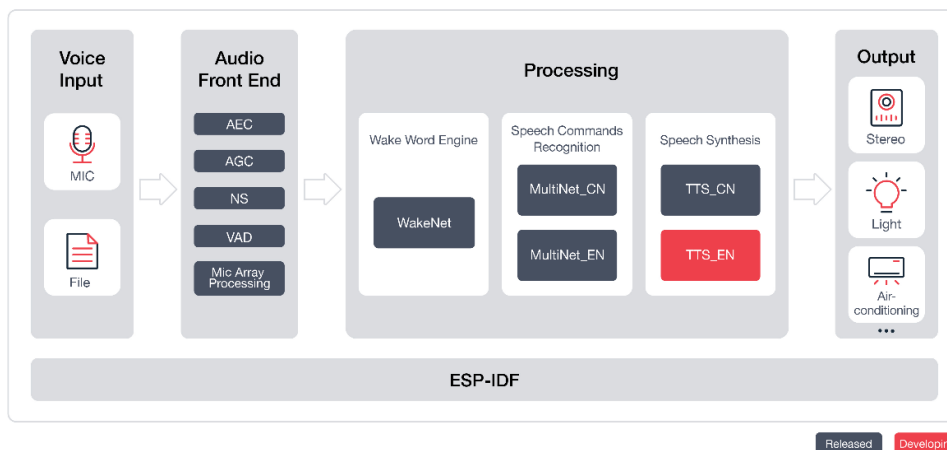 Voice
Input
MIC
File
Audio
Front End
AEC
AGC
NS
VAD
Mic Array
Processing
Processing
Wake Word Engine
WakeNet
Speech Commands
Recognition
MultiNet_CN
MultiNet_EN
Speech Synthesis
TTS_CN
TTS_EN
Output
Stereo
Light
Air-
conditioning
•••
ESP-IDF
Released
Developin